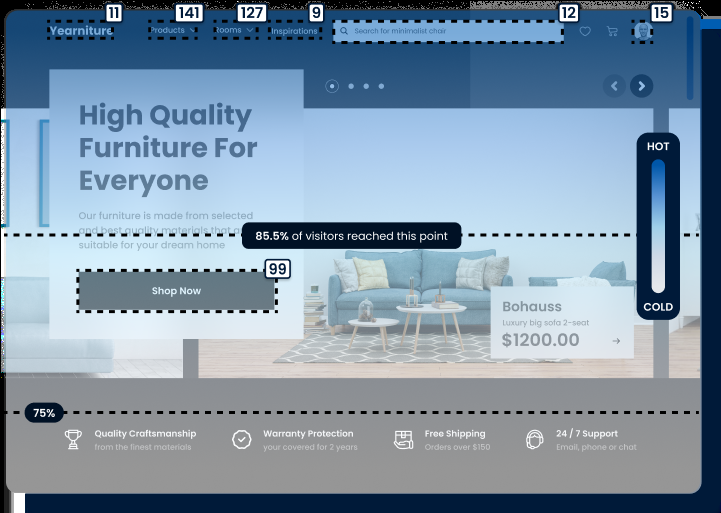 11 141 127 9 12 15
Yearniture Products Rooms Inspirations Search for minimalist chair
High Quality
Furniture For
Everyone
Our furniture is made from selected
and best quality materials that a
suitable for your dream home
85.5% of visitors reached this point
99
Shop Now
HOT
COLD
Bohauss
Luxury big sofa 2-seat
$1200.00
75%
Quality Craftsmanship
from the finest materials
Warranty Protection
your covered for 2 years
Free Shipping
Orders over $150
24 / 7 Support
Email, phone or chat